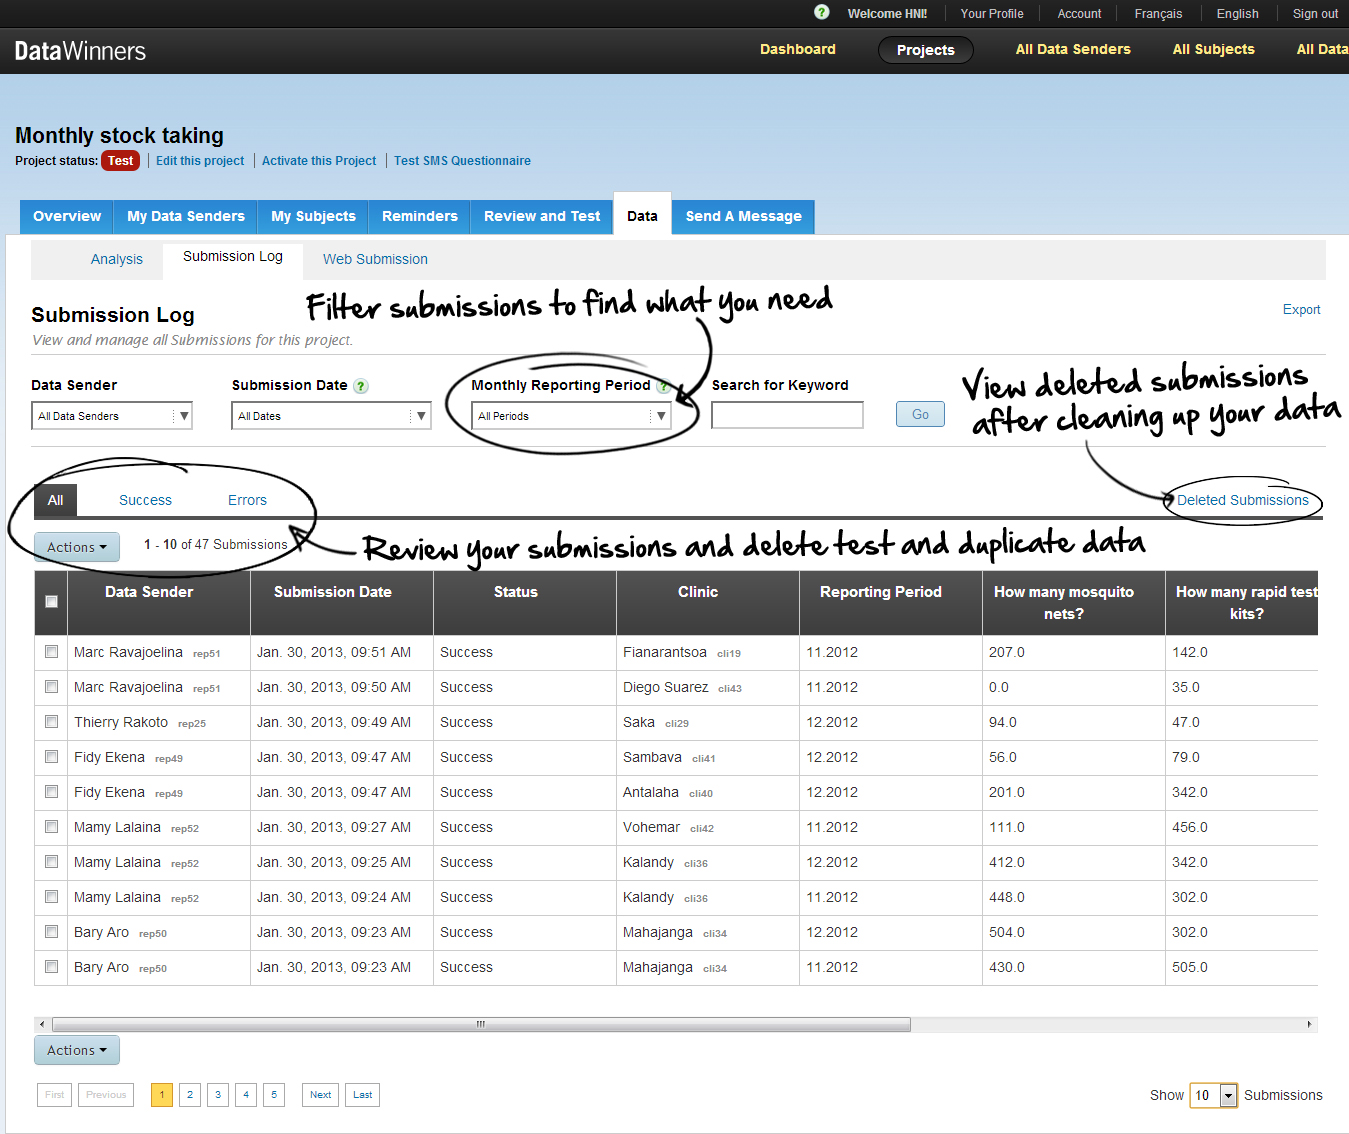 Welcome HNI! Your Profile Account Français English Sign out
DataWinners Dashboard Projects All Data Senders All Subjects All Data
Monthly stock taking
Project status: Test Edit this project Activate this Project Test SMS Questionnaire
Overview My Data Senders My Subjects Reminders Review and Test Data Send A Message
Analysis Submission Log Web Submission
Filter submissions to find what you need
Submission Log Export
View and manage all Submissions for this project.
Data Sender Submission Date ? Monthly Reporting Period ? Search for Keyword
All Data Senders All Dates All Periods Go
View deleted submissions
after cleaning up your data
All Success Errors Deleted Submissions
Actions 1 - 10 of 47 Submissions
Review your submissions and delete test and duplicate data
Data Sender Submission Date Status Clinic Reporting Period How many mosquito nets? How many rapid test kits?
Marc Ravajoelina rep51 Jan. 30, 2013, 09:51 AM Success Fianarantsoa cli19 11.2012 207.0 142.0
Marc Ravajoelina rep51 Jan. 30, 2013, 09:50 AM Success Diego Suarez cli43 11.2012 0.0 35.0
Thierry Rakoto rep25 Jan. 30, 2013, 09:49 AM Success Saka cli29 12.2012 94.0 47.0
Fidy Ekena rep49 Jan. 30, 2013, 09:47 AM Success Sambava cli41 12.2012 56.0 79.0
Fidy Ekena rep49 Jan. 30, 2013, 09:47 AM Success Antalaha cli40 12.2012 201.0 342.0
Mamy Lalaina rep52 Jan. 30, 2013, 09:27 AM Success Vohemar cli42 11.2012 111.0 456.0
Mamy Lalaina rep52 Jan. 30, 2013, 09:25 AM Success Kalandy cli36 12.2012 412.0 342.0
Mamy Lalaina rep52 Jan. 30, 2013, 09:24 AM Success Kalandy cli36 11.2012 448.0 302.0
Bary Aro rep50 Jan. 30, 2013, 09:23 AM Success Mahajanga cli34 12.2012 504.0 302.0
Bary Aro rep50 Jan. 30, 2013, 09:23 AM Success Mahajanga cli34 11.2012 430.0 505.0
Actions
First Previous 1 2 3 4 5 Next Last Show 10 Submissions